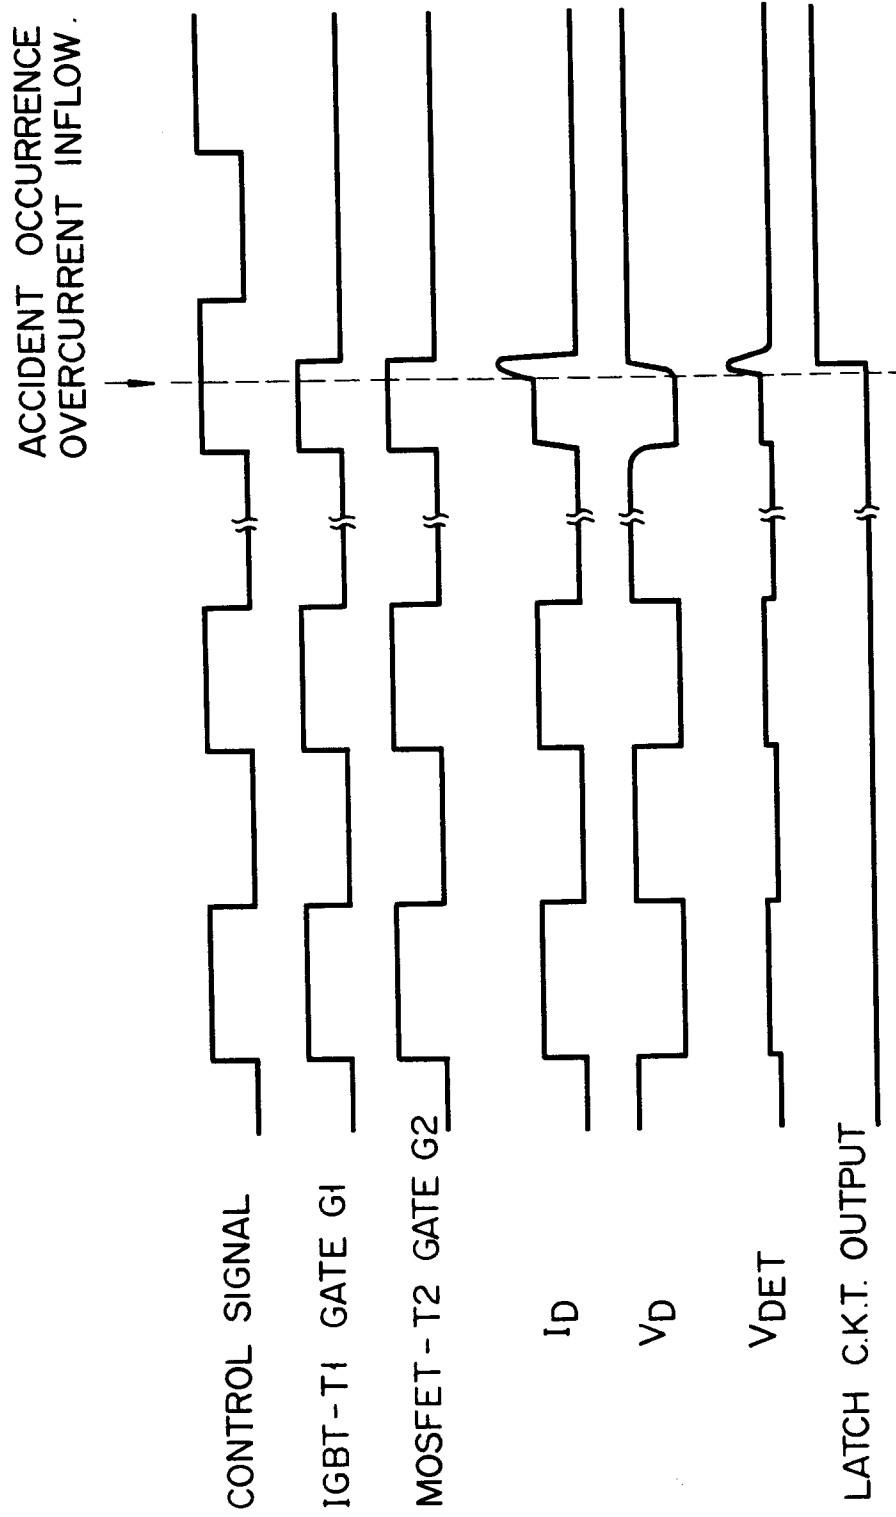 ACCIDENT OCCURRENCE
OVERCURRENT INFLOW.
CONTROL SIGNAL
IGBT-T1 GATE G1
MOSFET-T2 GATE G2
ID
VD
VDET
LATCH C.K.T. OUTPUT